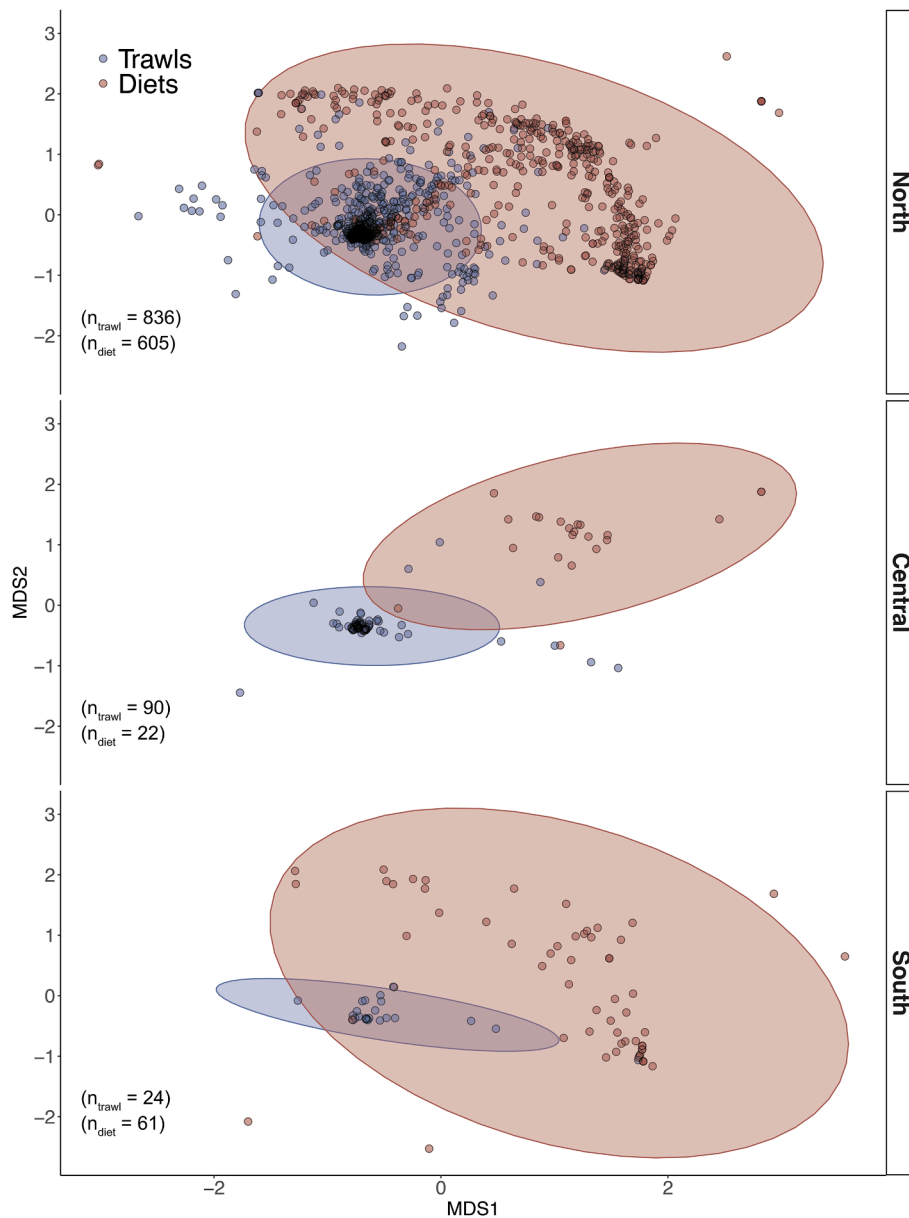 Trawls
Diets
3
2
1
0
−1
−2
(n_trawl = 836)
(n_diet = 605)
North
3
2
1
0
−1
−2
(n_trawl = 90)
(n_diet = 22)
Central
MDS2
3
2
1
0
−1
−2
(n_trawl = 24)
(n_diet = 61)
South
−2 0 2
MDS1